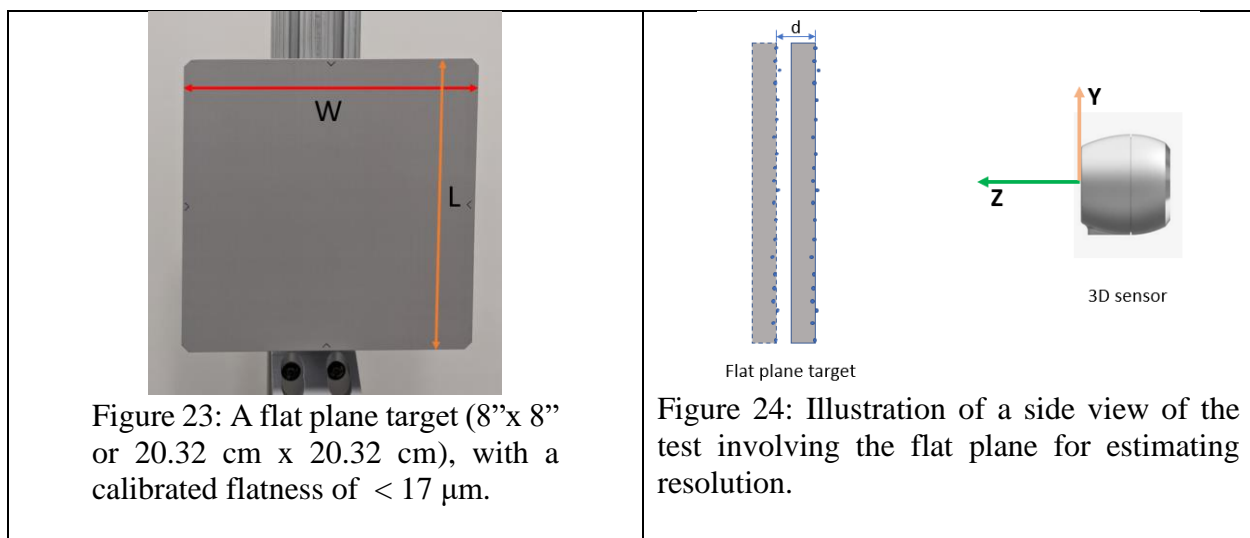 W
L
Figure 23: A flat plane target (8”x 8”
or 20.32 cm x 20.32 cm), with a
calibrated flatness of < 17 μm.
d
Y
Z
3D sensor
Flat plane target
Figure 24: Illustration of a side view of the
test involving the flat plane for estimating
resolution.